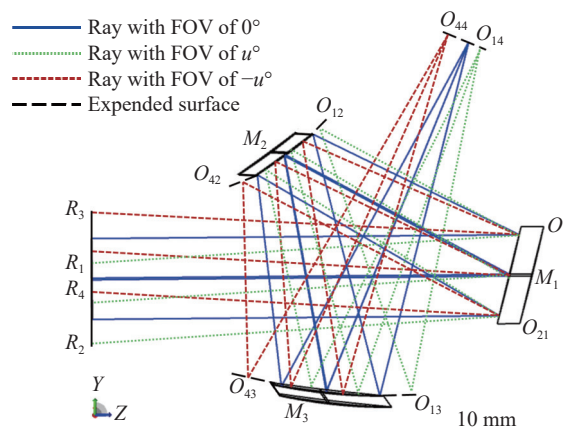 Ray with FOV of 0°
Ray with FOV of u°
Ray with FOV of −u°
Expended surface
O₄₄
O₁₄
O₁₂
M₂
O₄₂
R₃
O
R₁
M₁
R₄
O₂₁
R₂
O₄₃
M₃
O₁₃
Y
Z
10 mm